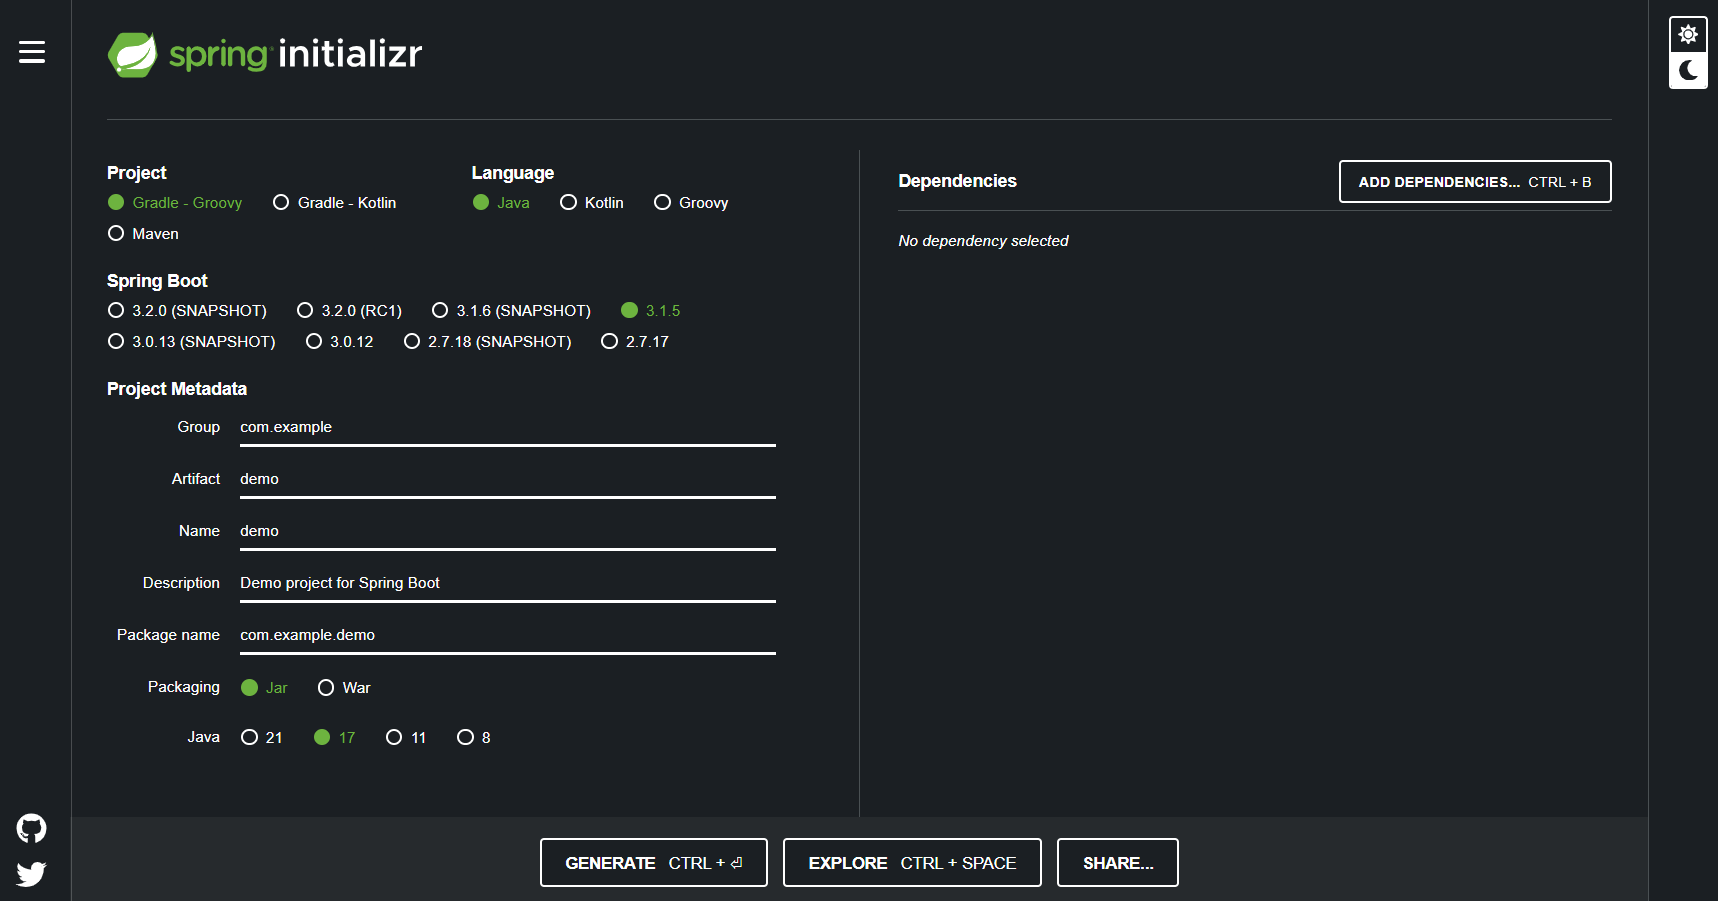 spring initializr
Project
Gradle - Groovy
Gradle - Kotlin
Maven
Language
Java
Kotlin
Groovy
Spring Boot
3.2.0 (SNAPSHOT)
3.2.0 (RC1)
3.1.6 (SNAPSHOT)
3.1.5
3.0.13 (SNAPSHOT)
3.0.12
2.7.18 (SNAPSHOT)
2.7.17
Project Metadata
Group com.example
Artifact demo
Name demo
Description Demo project for Spring Boot
Package name com.example.demo
Packaging Jar War
Java 21 17 11 8
Dependencies
ADD DEPENDENCIES... CTRL + B
No dependency selected
GENERATE CTRL + ⏎
EXPLORE CTRL + SPACE
SHARE...